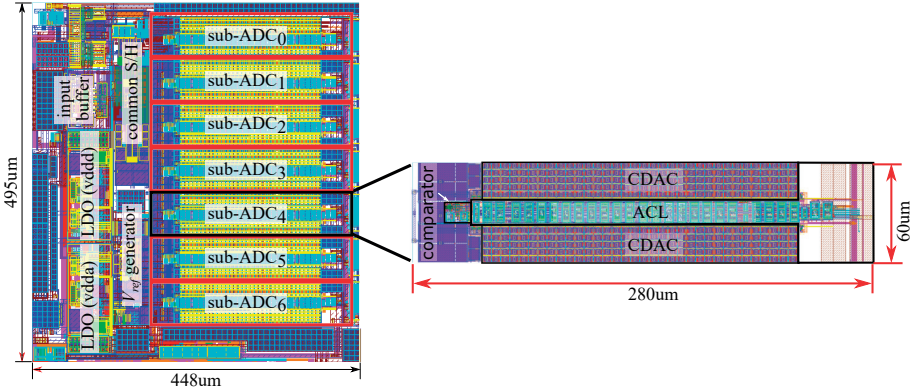 sub-ADC0
sub-ADC1
sub-ADC2
sub-ADC3
sub-ADC4
sub-ADC5
sub-ADC6
input
buffer
common S/H
LDO (vddd)
LDO (vdda)
Vref generator
495um
448um
comparator
CDAC
ACL
CDAC
60um
280um